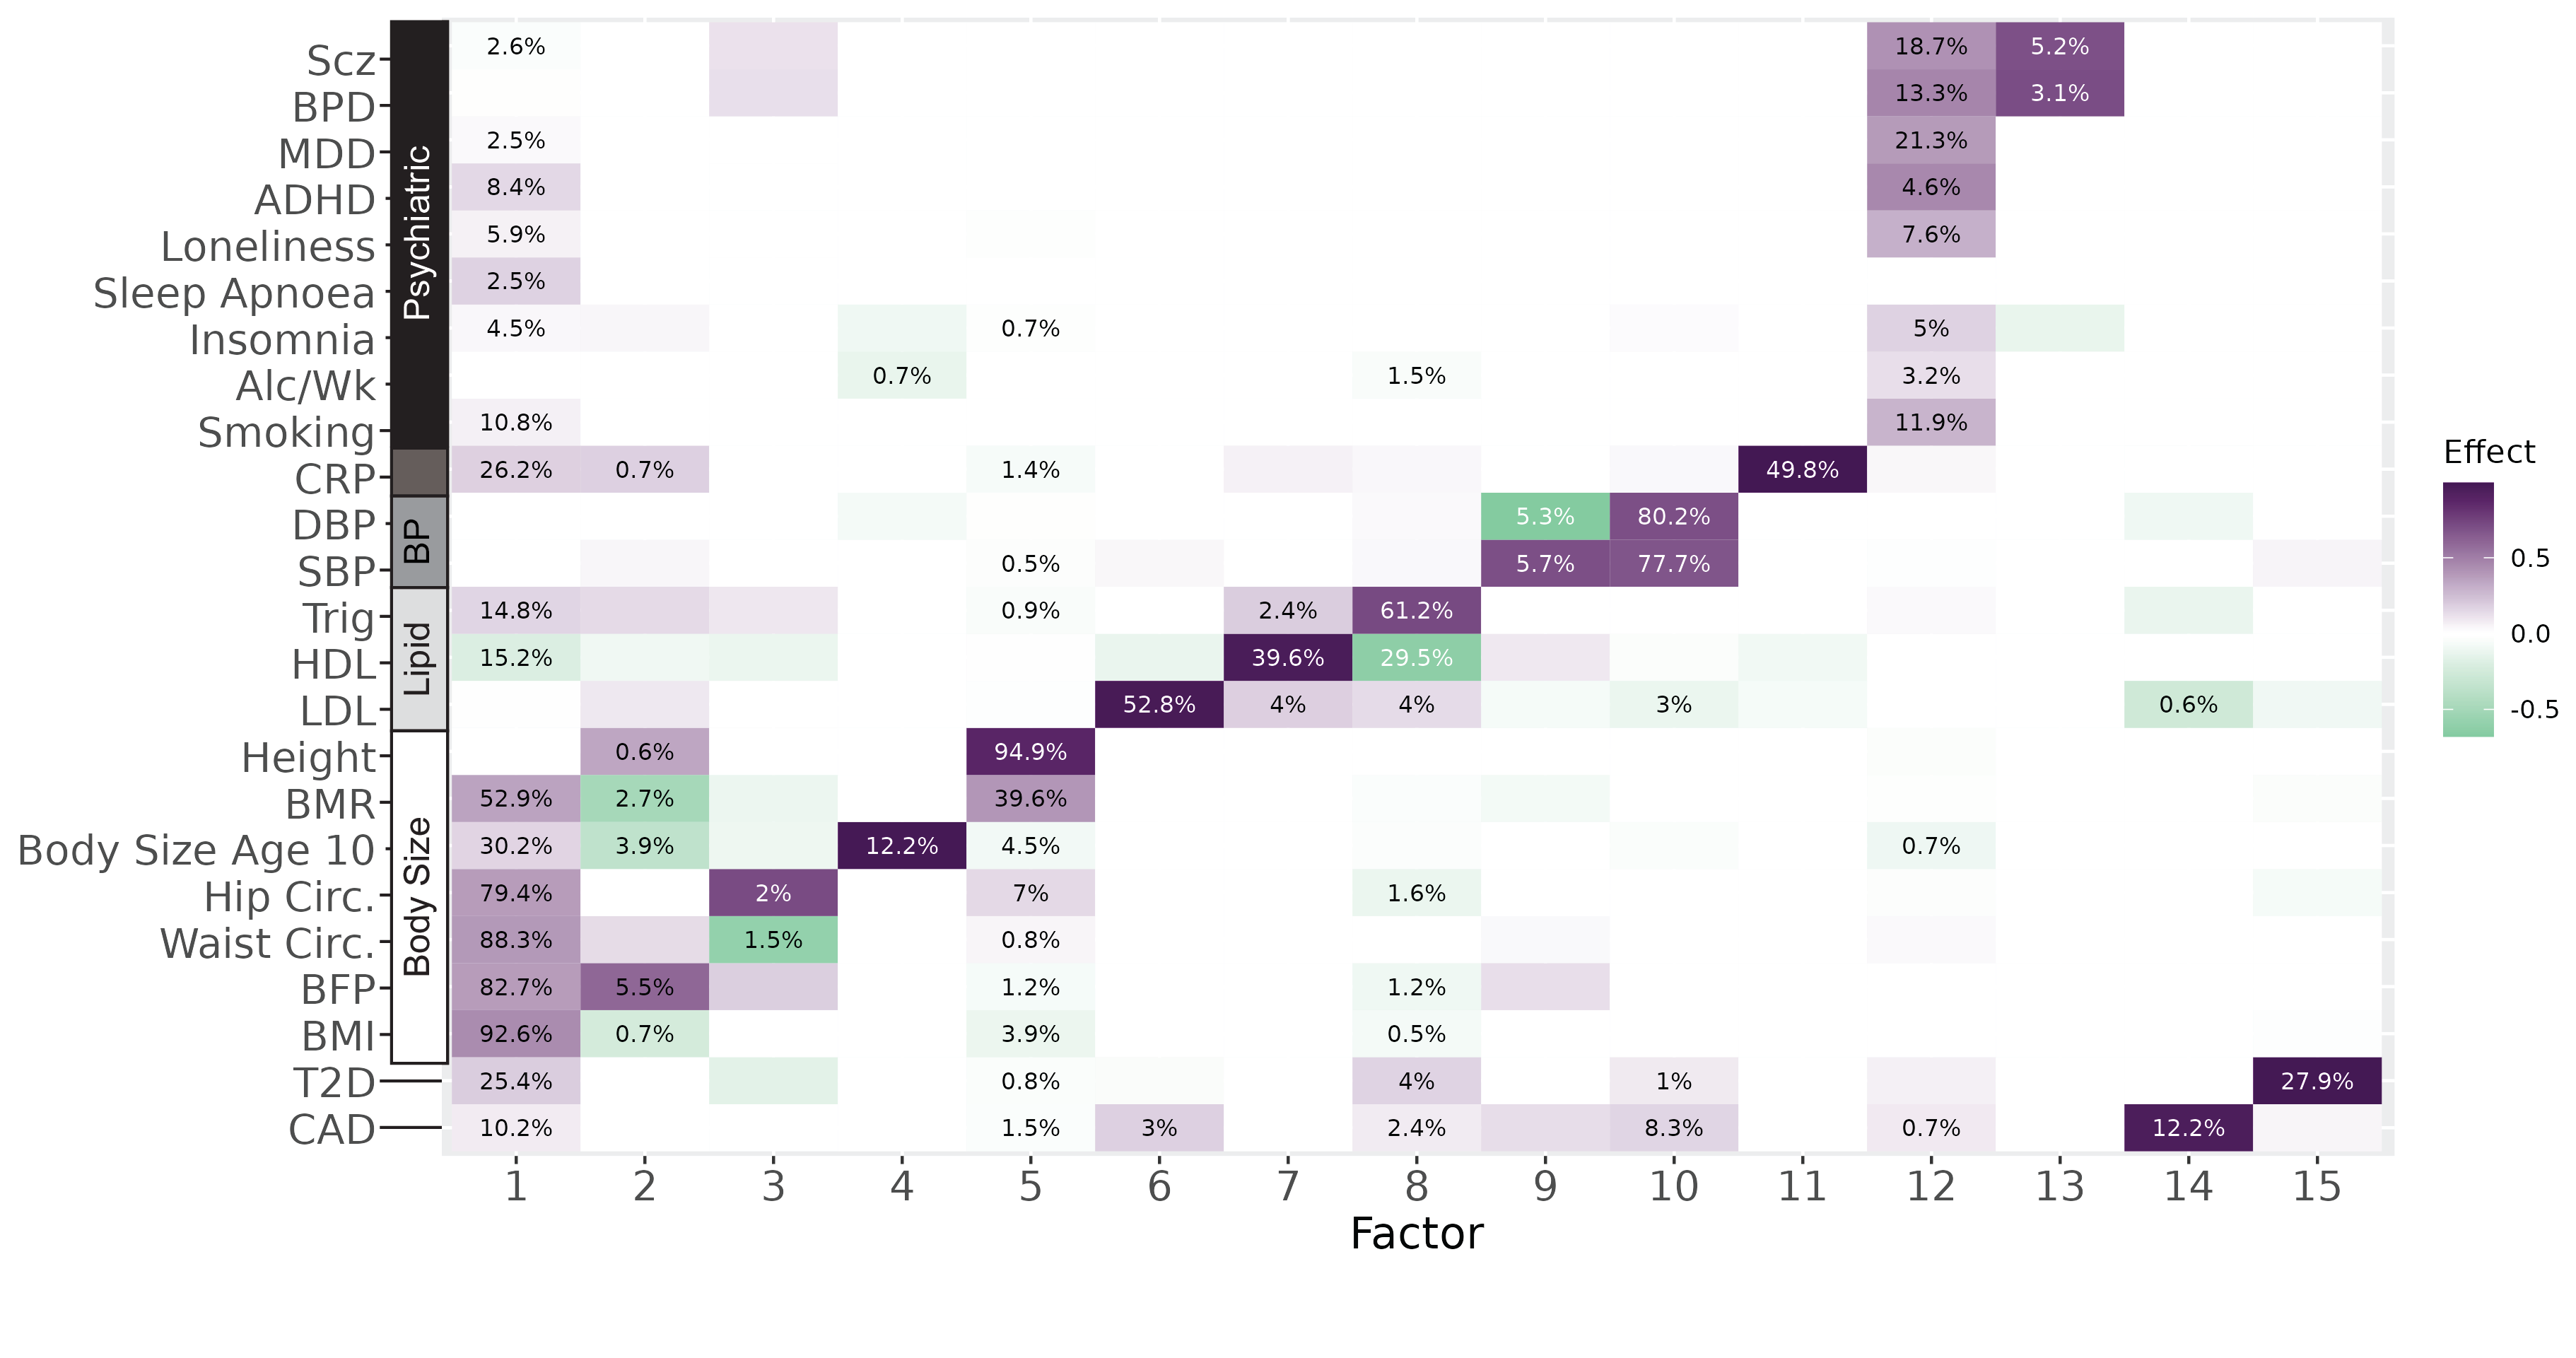 Scz 2.6% 18.7% 5.2%
BPD 13.3% 3.1%
MDD 2.5% 21.3%
ADHD 8.4% 4.6%
Loneliness 5.9% 7.6%
Sleep Apnoea 2.5%
Insomnia 4.5% 0.7% 5%
Alc/Wk 0.7% 1.5% 3.2%
Smoking 10.8% 11.9%
Psychiatric
CRP 26.2% 0.7% 1.4% 49.8%
DBP 5.3% 80.2%
SBP 0.5% 5.7% 77.7%
BP
Trig 14.8% 0.9% 2.4% 61.2%
HDL 15.2% 39.6% 29.5%
LDL 52.8% 4% 4% 3% 0.6%
Lipid
Height 0.6% 94.9%
BMR 52.9% 2.7% 39.6%
Body Size Age 10 30.2% 3.9% 12.2% 4.5% 0.7%
Hip Circ. 79.4% 2% 7% 1.6%
Waist Circ. 88.3% 1.5% 0.8%
BFP 82.7% 5.5% 1.2% 1.2%
BMI 92.6% 0.7% 3.9% 0.5%
Body Size
T2D 25.4% 0.8% 4% 1% 27.9%
CAD 10.2% 1.5% 3% 2.4% 8.3% 0.7% 12.2%
1 2 3 4 5 6 7 8 9 10 11 12 13 14 15
Factor
Effect
0.5
0.0
-0.5